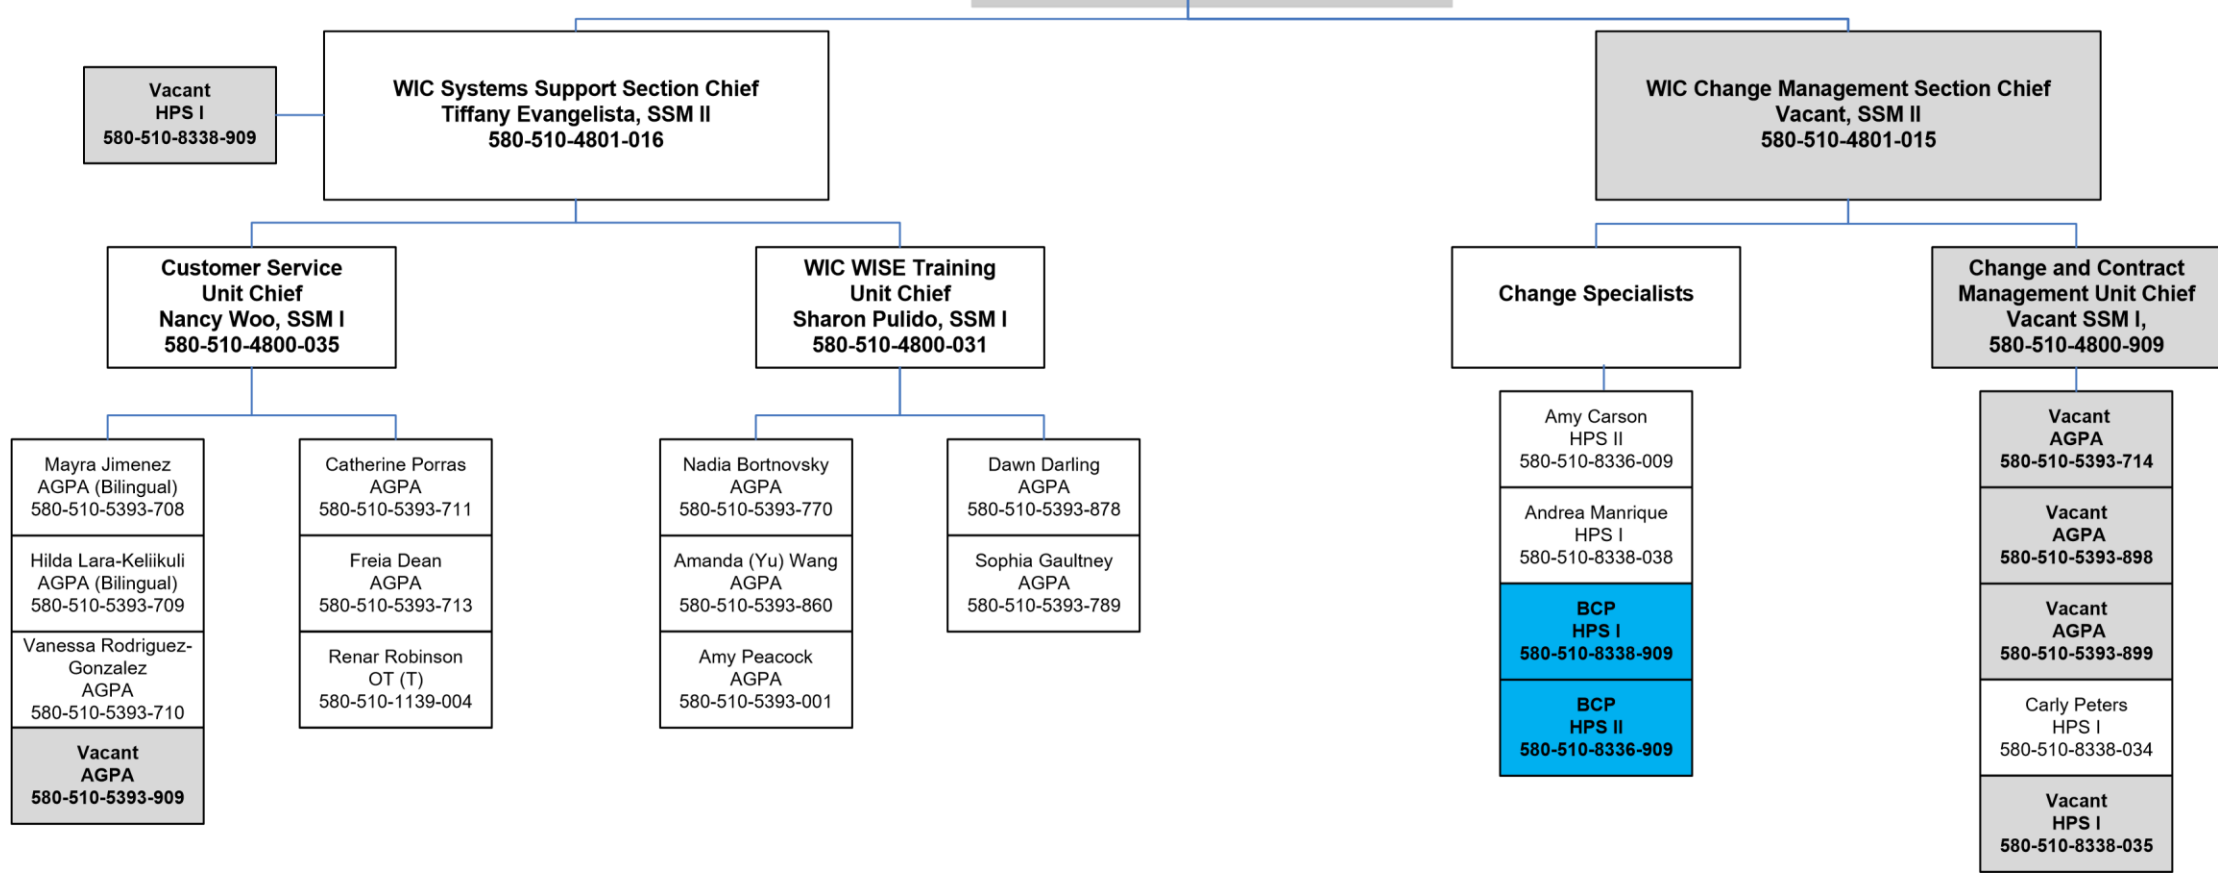 Vacant
HPS I
580-510-8338-909
WIC Systems Support Section Chief
Tiffany Evangelista, SSM II
580-510-4801-016
WIC Change Management Section Chief
Vacant, SSM II
580-510-4801-015
Customer Service
Unit Chief
Nancy Woo, SSM I
580-510-4800-035
WIC WISE Training
Unit Chief
Sharon Pulido, SSM I
580-510-4800-031
Change Specialists
Change and Contract
Management Unit Chief
Vacant SSM I,
580-510-4800-909
Mayra Jimenez
AGPA (Bilingual)
580-510-5393-708
Hilda Lara-Keliikuli
AGPA (Bilingual)
580-510-5393-709
Vanessa Rodriguez-
Gonzalez
AGPA
580-510-5393-710
Vacant
AGPA
580-510-5393-909
Catherine Porras
AGPA
580-510-5393-711
Freia Dean
AGPA
580-510-5393-713
Renar Robinson
OT (T)
580-510-1139-004
Nadia Bortnovsky
AGPA
580-510-5393-770
Amanda (Yu) Wang
AGPA
580-510-5393-860
Amy Peacock
AGPA
580-510-5393-001
Dawn Darling
AGPA
580-510-5393-878
Sophia Gaultney
AGPA
580-510-5393-789
Amy Carson
HPS II
580-510-8336-009
Andrea Manrique
HPS I
580-510-8338-038
BCP
HPS I
580-510-8338-909
BCP
HPS II
580-510-8336-909
Vacant
AGPA
580-510-5393-714
Vacant
AGPA
580-510-5393-898
Vacant
AGPA
580-510-5393-899
Carly Peters
HPS I
580-510-8338-034
Vacant
HPS I
580-510-8338-035